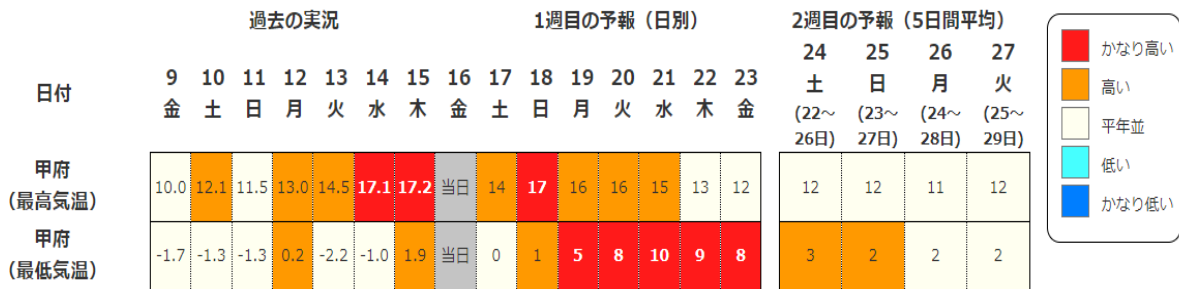 過去の実況 1週目の予報（日別） 2週目の予報（5日間平均）
日付 9 10 11 12 13 14 15 16 17 18 19 20 21 22 23 24 25 26 27
金 土 日 月 火 水 木 金 土 日 月 火 水 木 金 土 日 月 火
(22～ (23～ (24～ (25～
26日) 27日) 28日) 29日)
甲府
（最高気温）
10.0 12.1 11.5 13.0 14.5 17.1 17.2 当日 14 17 16 16 15 13 12 12 12 11 12
甲府
（最低気温）
-1.7 -1.3 -1.3 0.2 -2.2 -1.0 1.9 当日 0 1 5 8 10 9 8 3 2 2 2
かなり高い
高い
平年並
低い
かなり低い